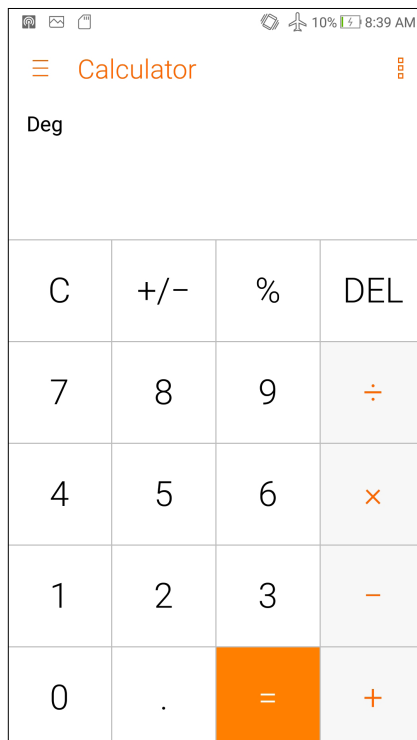 10% 8:39 AM
Calculator
Deg
C +/− % DEL
7 8 9 ÷
4 5 6 ×
1 2 3 −
0 . = +